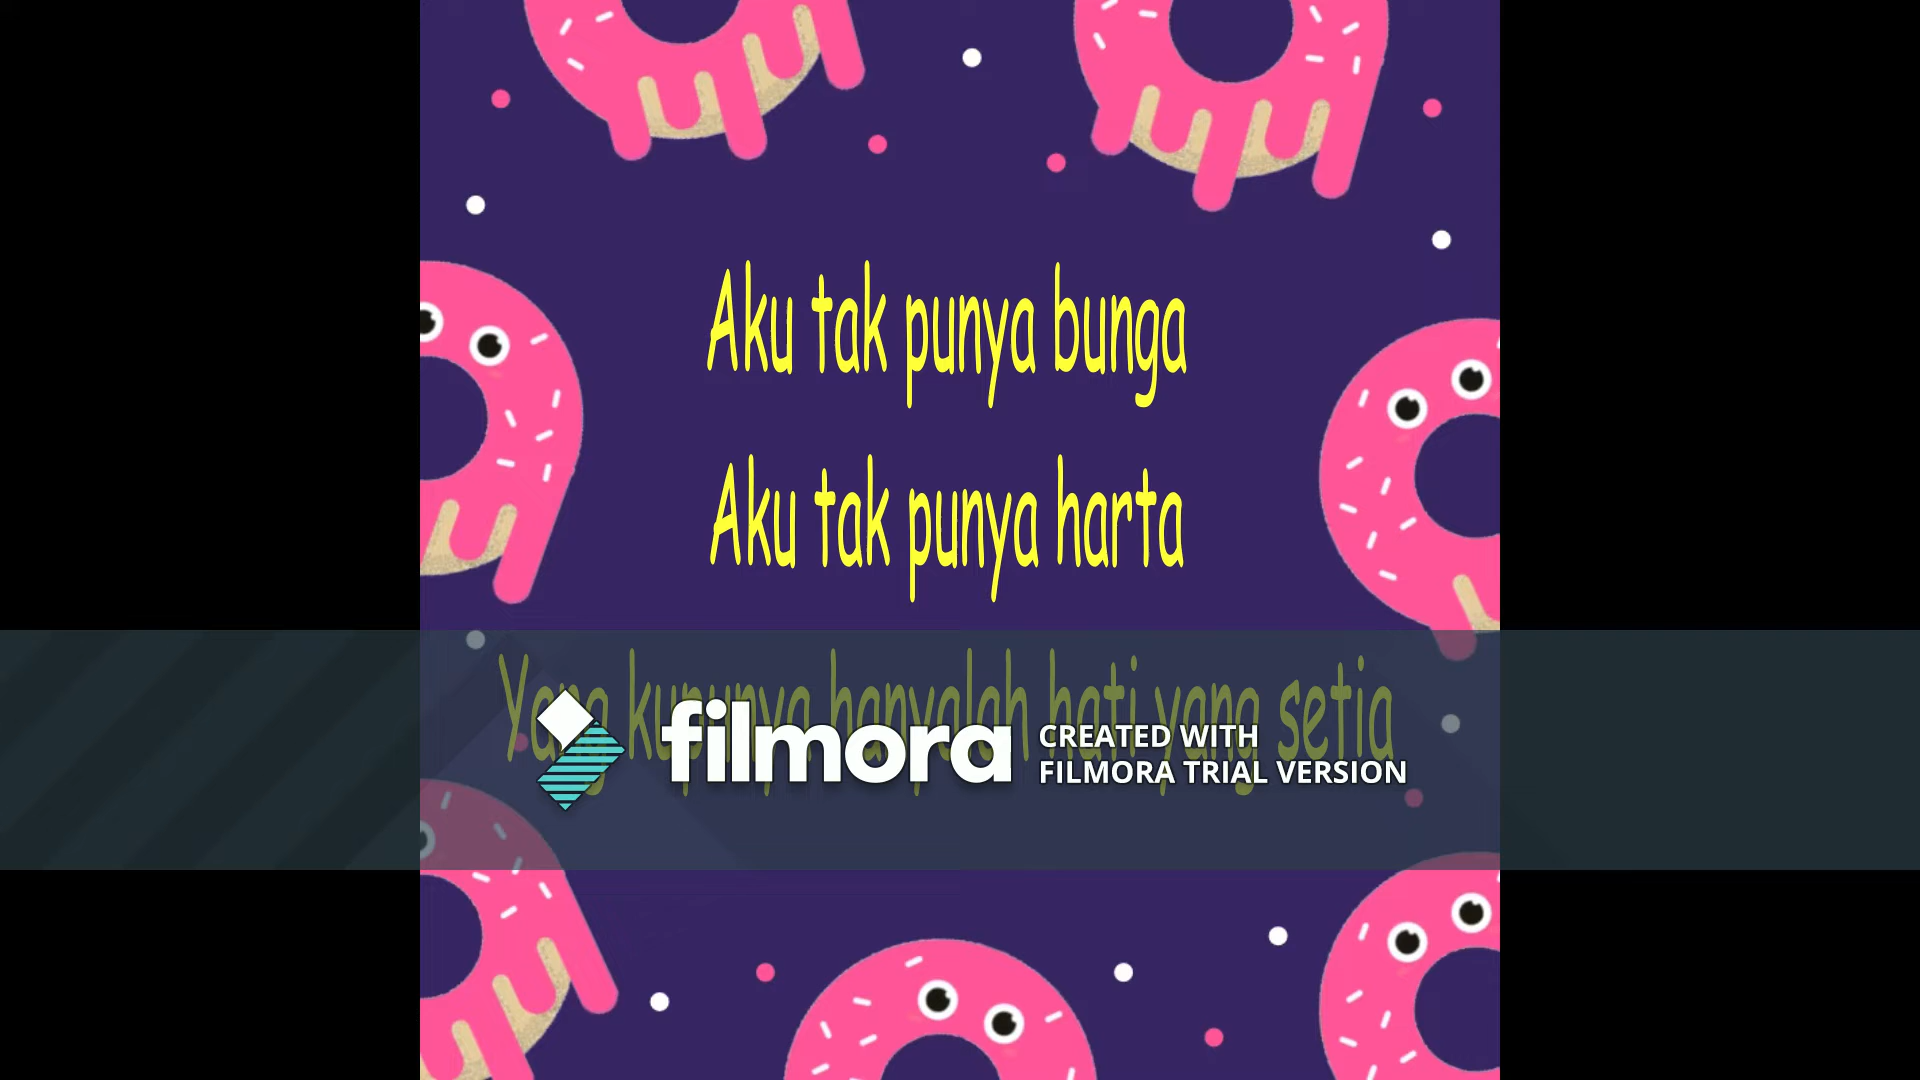 Aku tak punya bunga
Aku tak punya harta
Yang kupunya hanyalah hati yang setia
filmora
CREATED WITH
FILMORA TRIAL VERSION